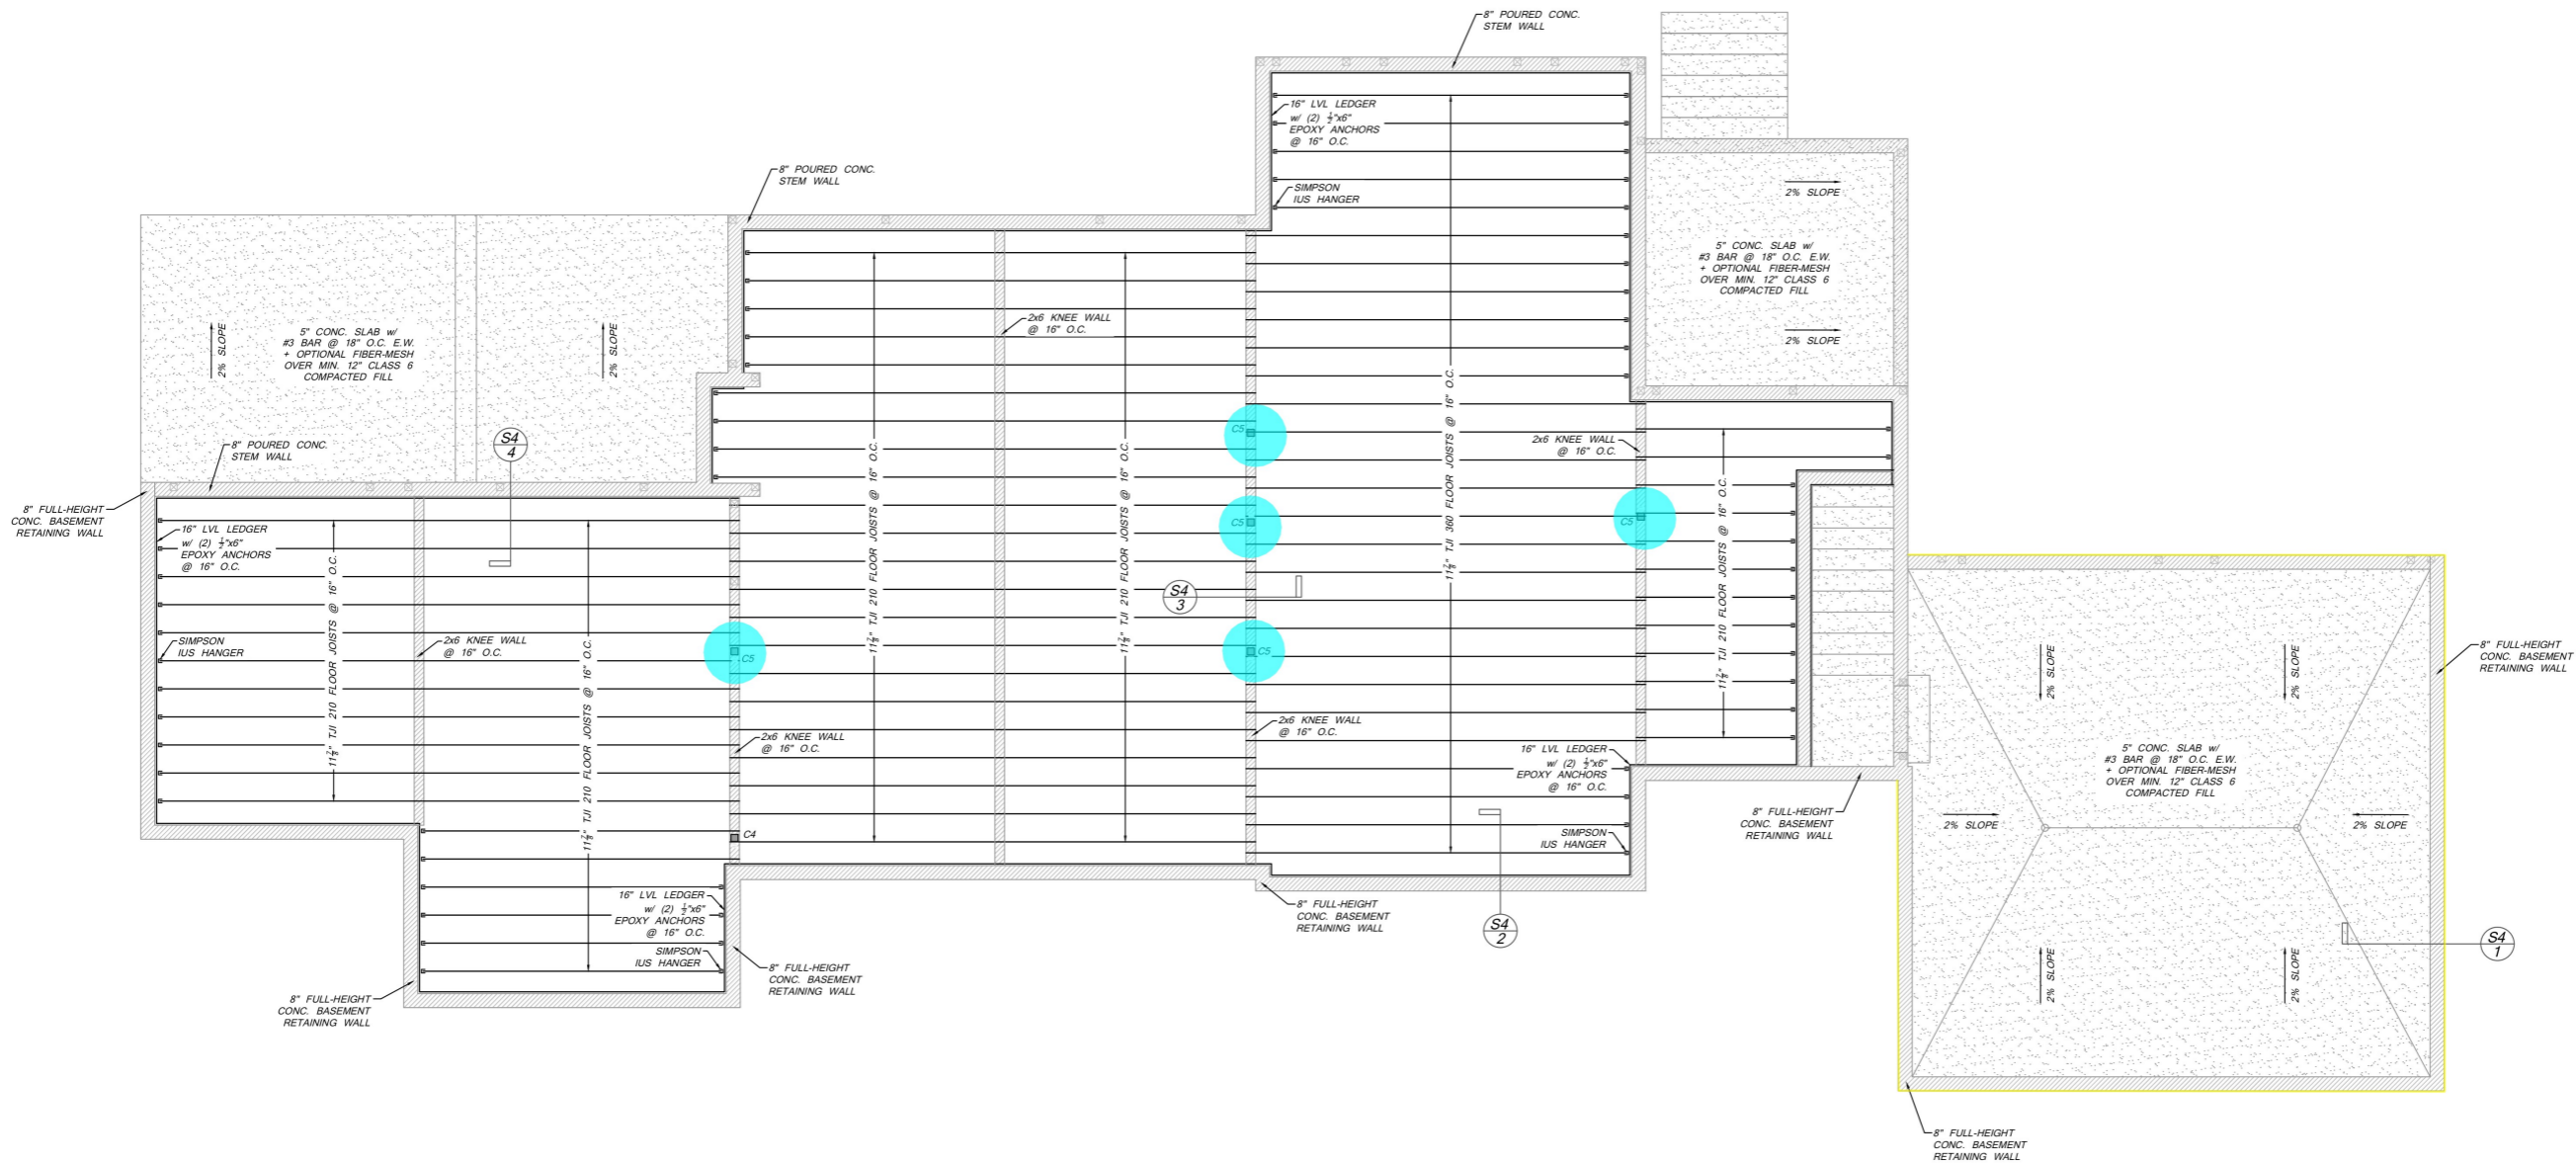 8" POURED CONC.
STEM WALL
16" LVL LEDGER
w/ (2) ½"x6"
EPOXY ANCHORS
@ 16" O.C.
8" POURED CONC.
STEM WALL
SIMPSON
IUS HANGER
2% SLOPE
5" CONC. SLAB w/
#3 BAR @ 18" O.C. E.W.
+ OPTIONAL FIBER-MESH
OVER MIN. 12" CLASS 6
COMPACTED FILL
2% SLOPE
2% SLOPE
5" CONC. SLAB w/
#3 BAR @ 18" O.C. E.W.
+ OPTIONAL FIBER-MESH
OVER MIN. 12" CLASS 6
COMPACTED FILL
2% SLOPE
2x6 KNEE WALL
@ 16" O.C.
8" POURED CONC.
STEM WALL
S4
4
C5
2x6 KNEE WALL
@ 16" O.C.
8" FULL-HEIGHT
CONC. BASEMENT
RETAINING WALL
16" LVL LEDGER
w/ (2) ½"x6"
EPOXY ANCHORS
@ 16" O.C.
C5
C5
11⅞" TJI 210 FLOOR JOISTS @ 16" O.C.
11⅞" TJI 210 FLOOR JOISTS @ 16" O.C.
11⅞" TJI 210 FLOOR JOISTS @ 16" O.C.
11⅞" TJI 210 FLOOR JOISTS @ 16" O.C.
11⅞" TJI 360 FLOOR JOISTS @ 16" O.C.
11⅞" TJI 210 FLOOR JOISTS @ 16" O.C.
S4
3
SIMPSON
IUS HANGER
2x6 KNEE WALL
@ 16" O.C.
C5
C5
2% SLOPE
2% SLOPE
8" FULL-HEIGHT
CONC. BASEMENT
RETAINING WALL
2x6 KNEE WALL
@ 16" O.C.
2x6 KNEE WALL
@ 16" O.C.
16" LVL LEDGER
w/ (2) ½"x6"
EPOXY ANCHORS
@ 16" O.C.
5" CONC. SLAB w/
#3 BAR @ 18" O.C. E.W.
+ OPTIONAL FIBER-MESH
OVER MIN. 12" CLASS 6
COMPACTED FILL
8" FULL-HEIGHT
CONC. BASEMENT
RETAINING WALL
2% SLOPE
2% SLOPE
C4
SIMPSON
IUS HANGER
16" LVL LEDGER
w/ (2) ½"x6"
EPOXY ANCHORS
@ 16" O.C.
8" FULL-HEIGHT
CONC. BASEMENT
RETAINING WALL
S4
2
S4
1
SIMPSON
IUS HANGER
8" FULL-HEIGHT
CONC. BASEMENT
RETAINING WALL
2% SLOPE
2% SLOPE
8" FULL-HEIGHT
CONC. BASEMENT
RETAINING WALL
8" FULL-HEIGHT
CONC. BASEMENT
RETAINING WALL